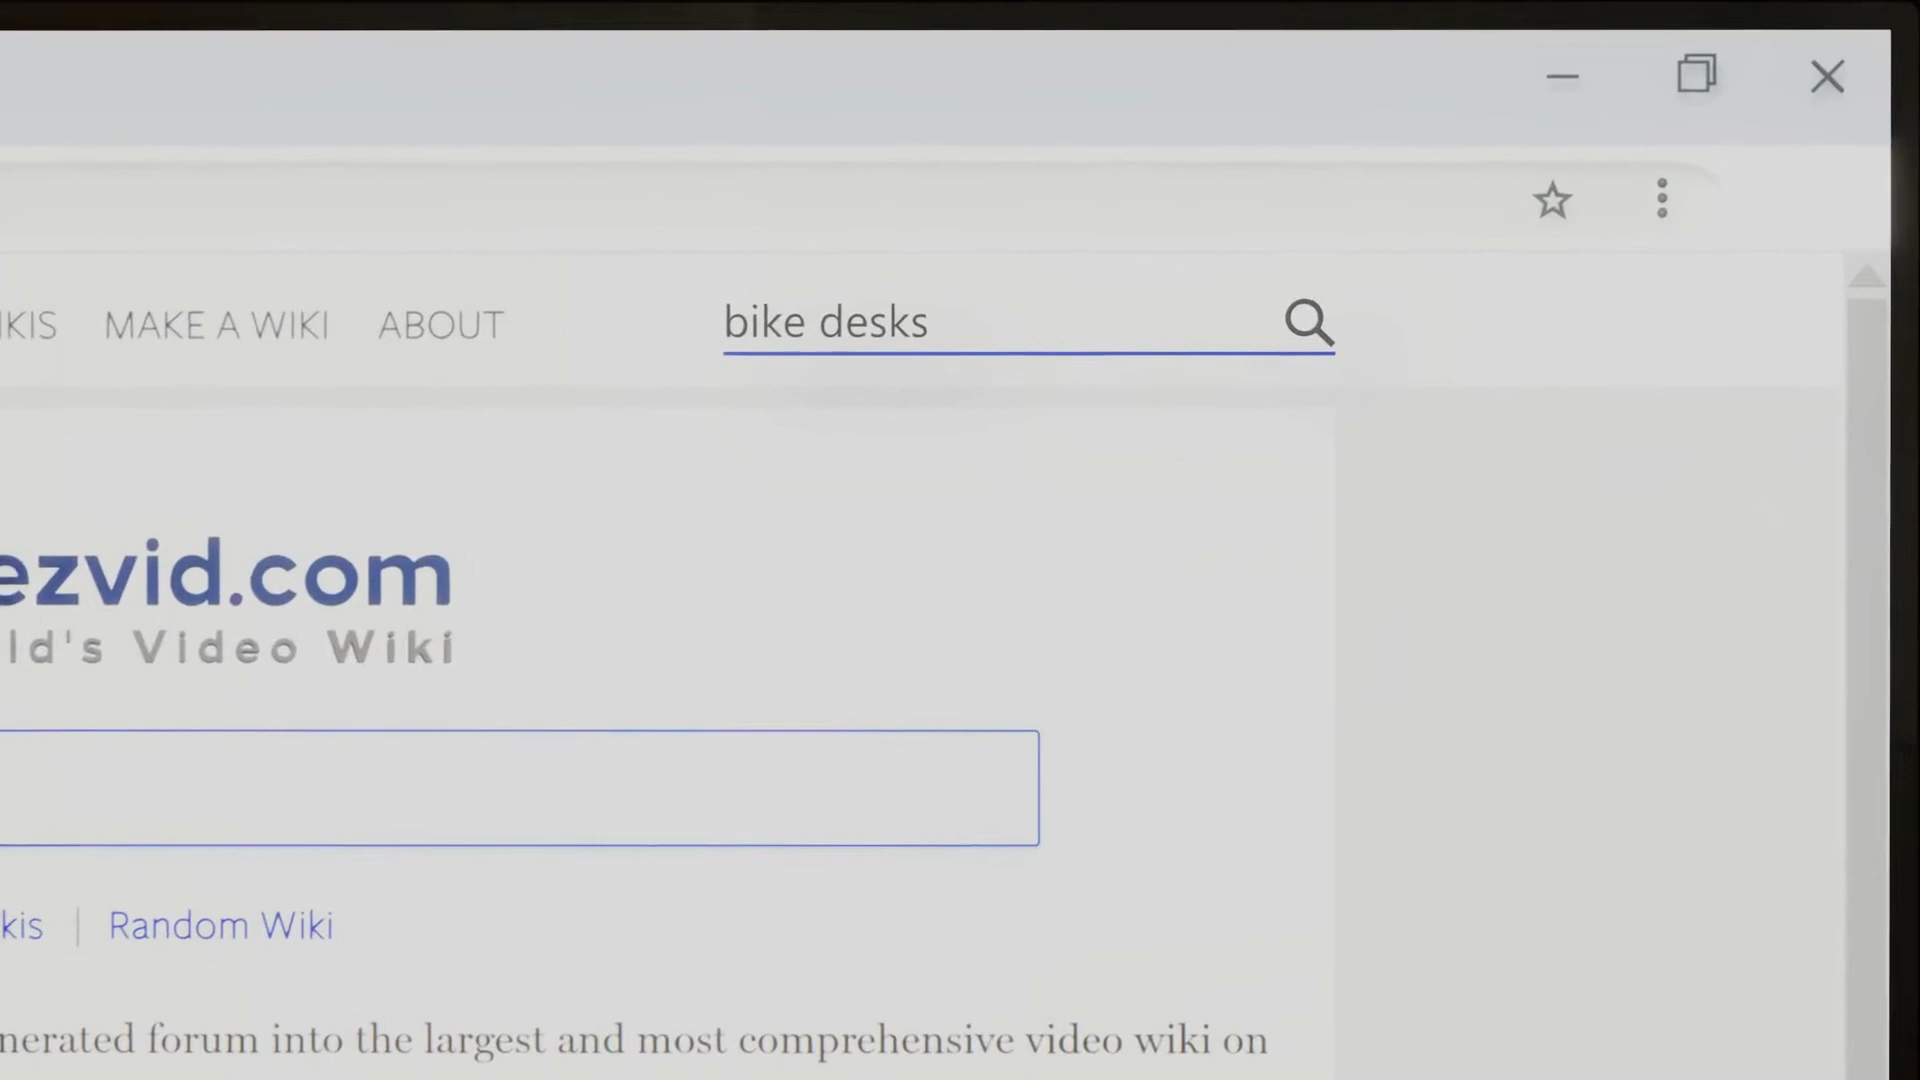 IKIS MAKE A WIKI ABOUT bike desks
ezvid.com
ld's Video Wiki
kis | Random Wiki
nerated forum into the largest and most comprehensive video wiki on